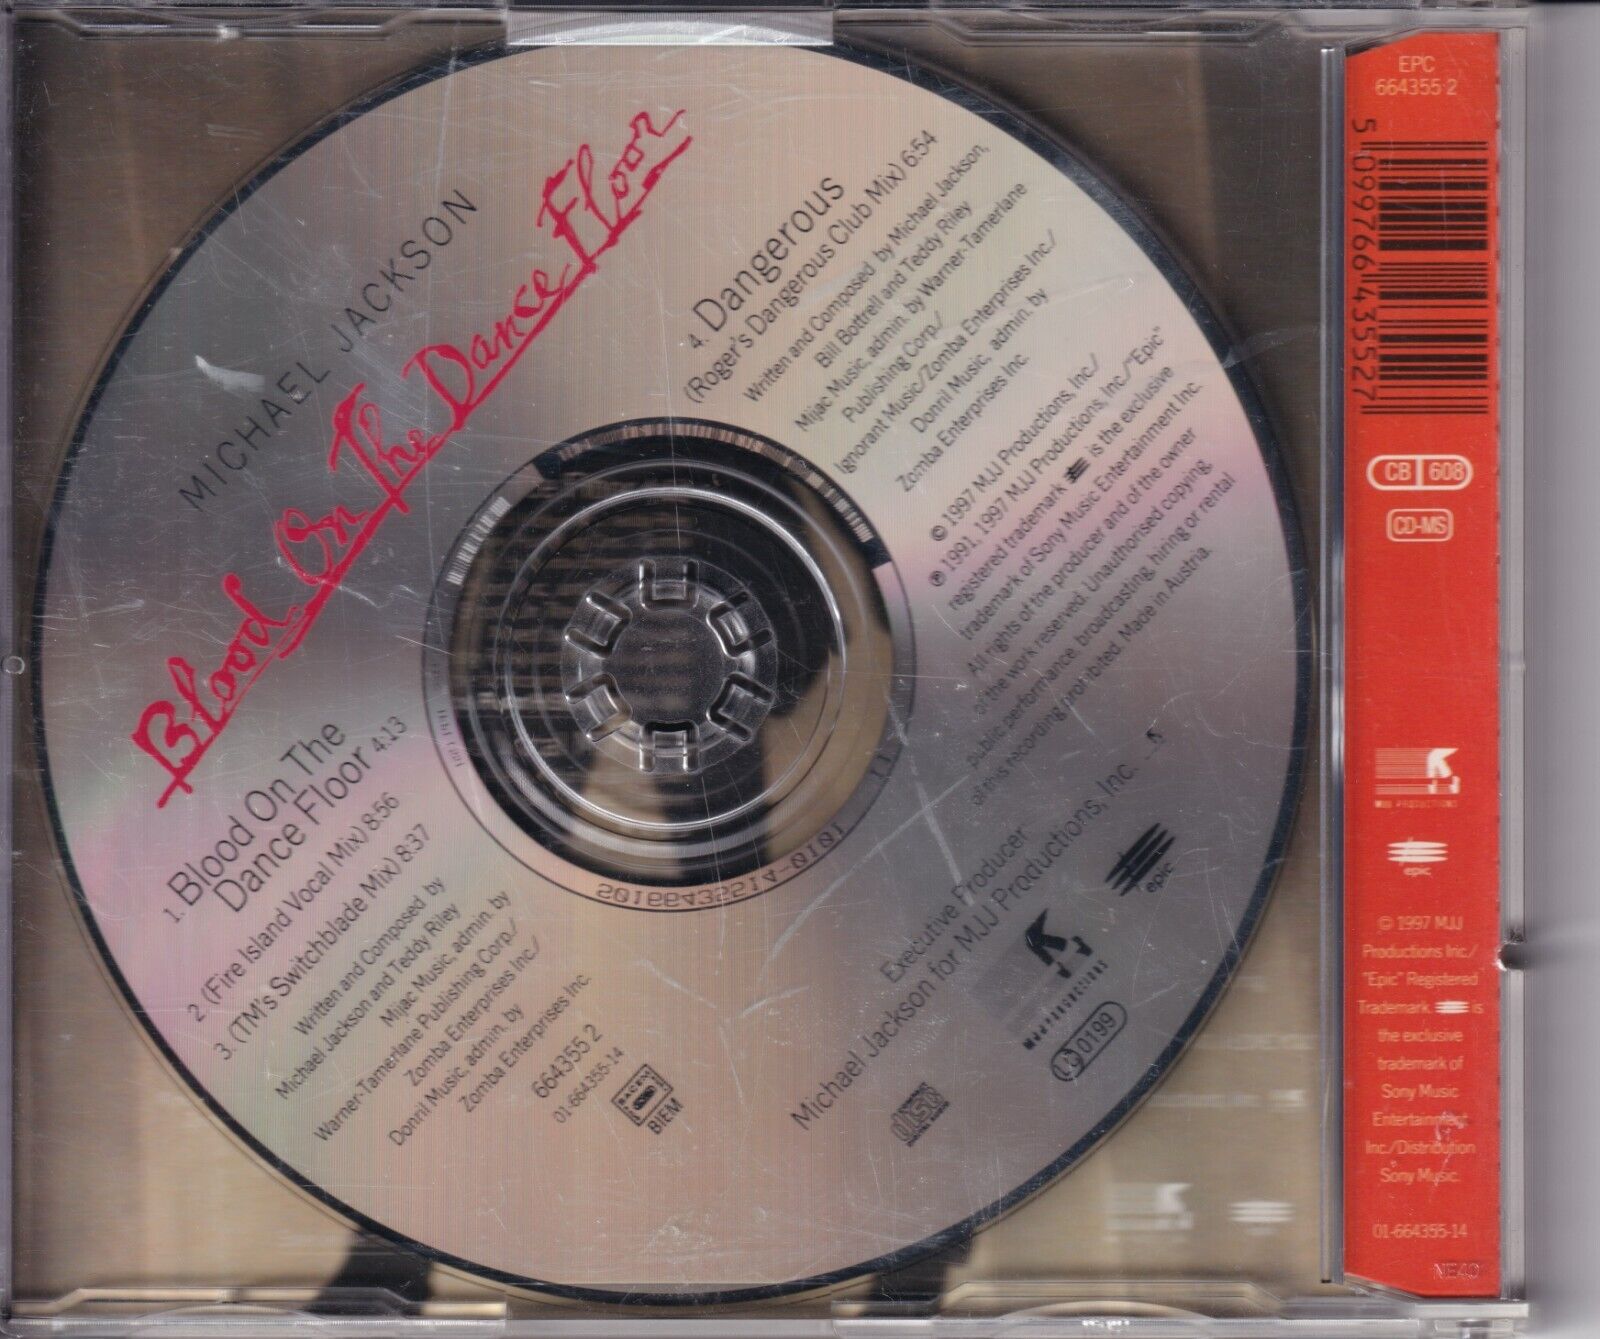 MICHAEL JACKSON
Blood On The Dance Floor
1. Blood On The
Dance Floor 4:13
2. (Fire Island Vocal Mix) 8:56
3. (TM's Switchblade Mix) 8:37
Written and Composed by
Michael Jackson and Teddy Riley
Mijac Music, admin. by
Warner-Tamerlane Publishing Corp./
Zomba Enterprises Inc./
Donril Music, admin. by
Zomba Enterprises Inc.
664355 2
01-664355-14
BIEM
4. Dangerous
(Roger's Dangerous Club Mix) 6:54
Written and Composed by Michael Jackson,
Bill Bottrell and Teddy Riley
Mijac Music, admin. by Warner-Tamerlane
Publishing Corp./
Ignorant Music/Zomba Enterprises Inc./
Donril Music, admin. by
Zomba Enterprises Inc.
© 1997 MJJ Productions, Inc./
℗ 1991, 1997 MJJ Productions, Inc./"Epic"
registered trademark is the exclusive
trademark of Sony Music Entertainment Inc.
All rights of the producer and of the owner
of the work reserved. Unauthorised copying,
public performance, broadcasting, hiring or rental
of this recording prohibited. Made in Austria.
Executive Producer
Michael Jackson for MJJ Productions, Inc.
MJJ PRODUCTIONS
epic
LC 0199
disc
S0166435514-0101 11
EPC
664355 2
5 099766 435527
CB 608
CD-MS
MJJ PRODUCTIONS
epic
© 1997 MJJ
Productions Inc./
"Epic" Registered
Trademark. is
the exclusive
trademark of
Sony Music
Entertainment
Inc./Distribution
Sony Music.
01-664355-14
NE40